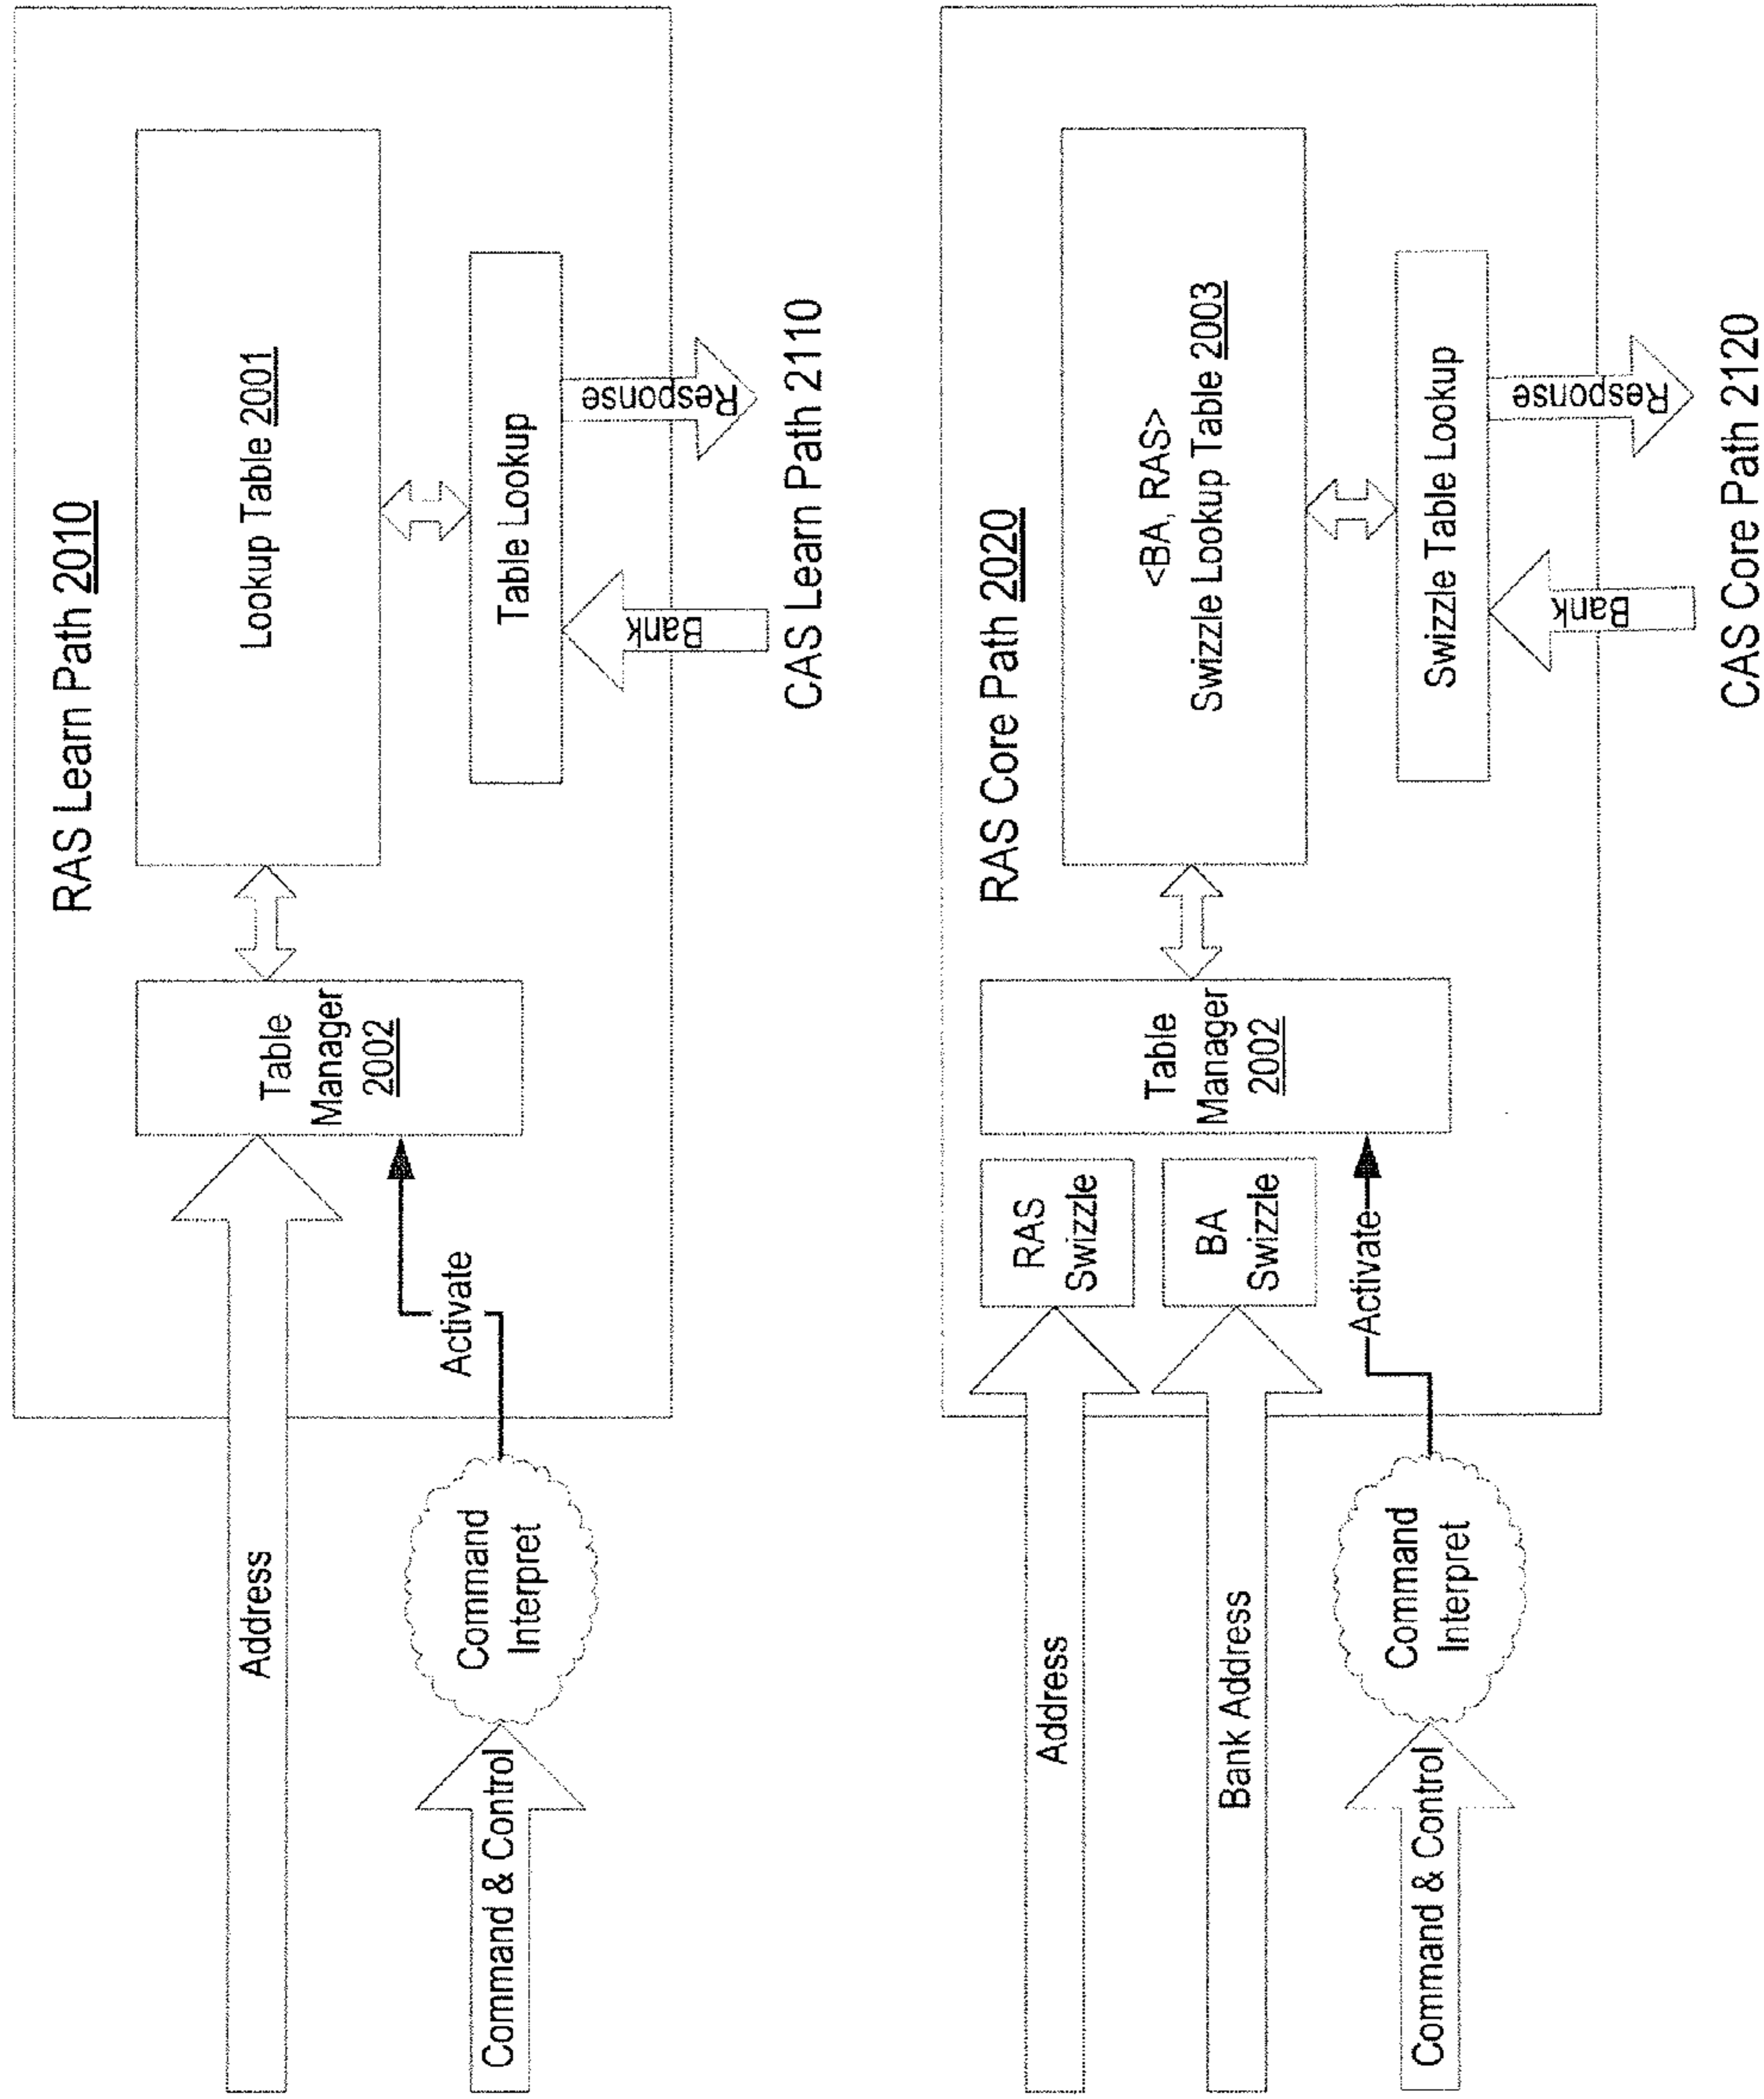 RAS Learn Path 2010
Address
Command & Control
Command
Interpret
Activate
Table
Manager
2002
Lookup Table 2001
Table Lookup
Bank
Response
CAS Learn Path 2110
RAS Core Path 2020
Address
Bank Address
Command & Control
Command
Interpret
RAS
Swizzle
BA
Swizzle
Activate
Table
Manager
2002
<BA, RAS>
Swizzle Lookup Table 2003
Swizzle Table Lookup
Bank
Response
CAS Core Path 2120